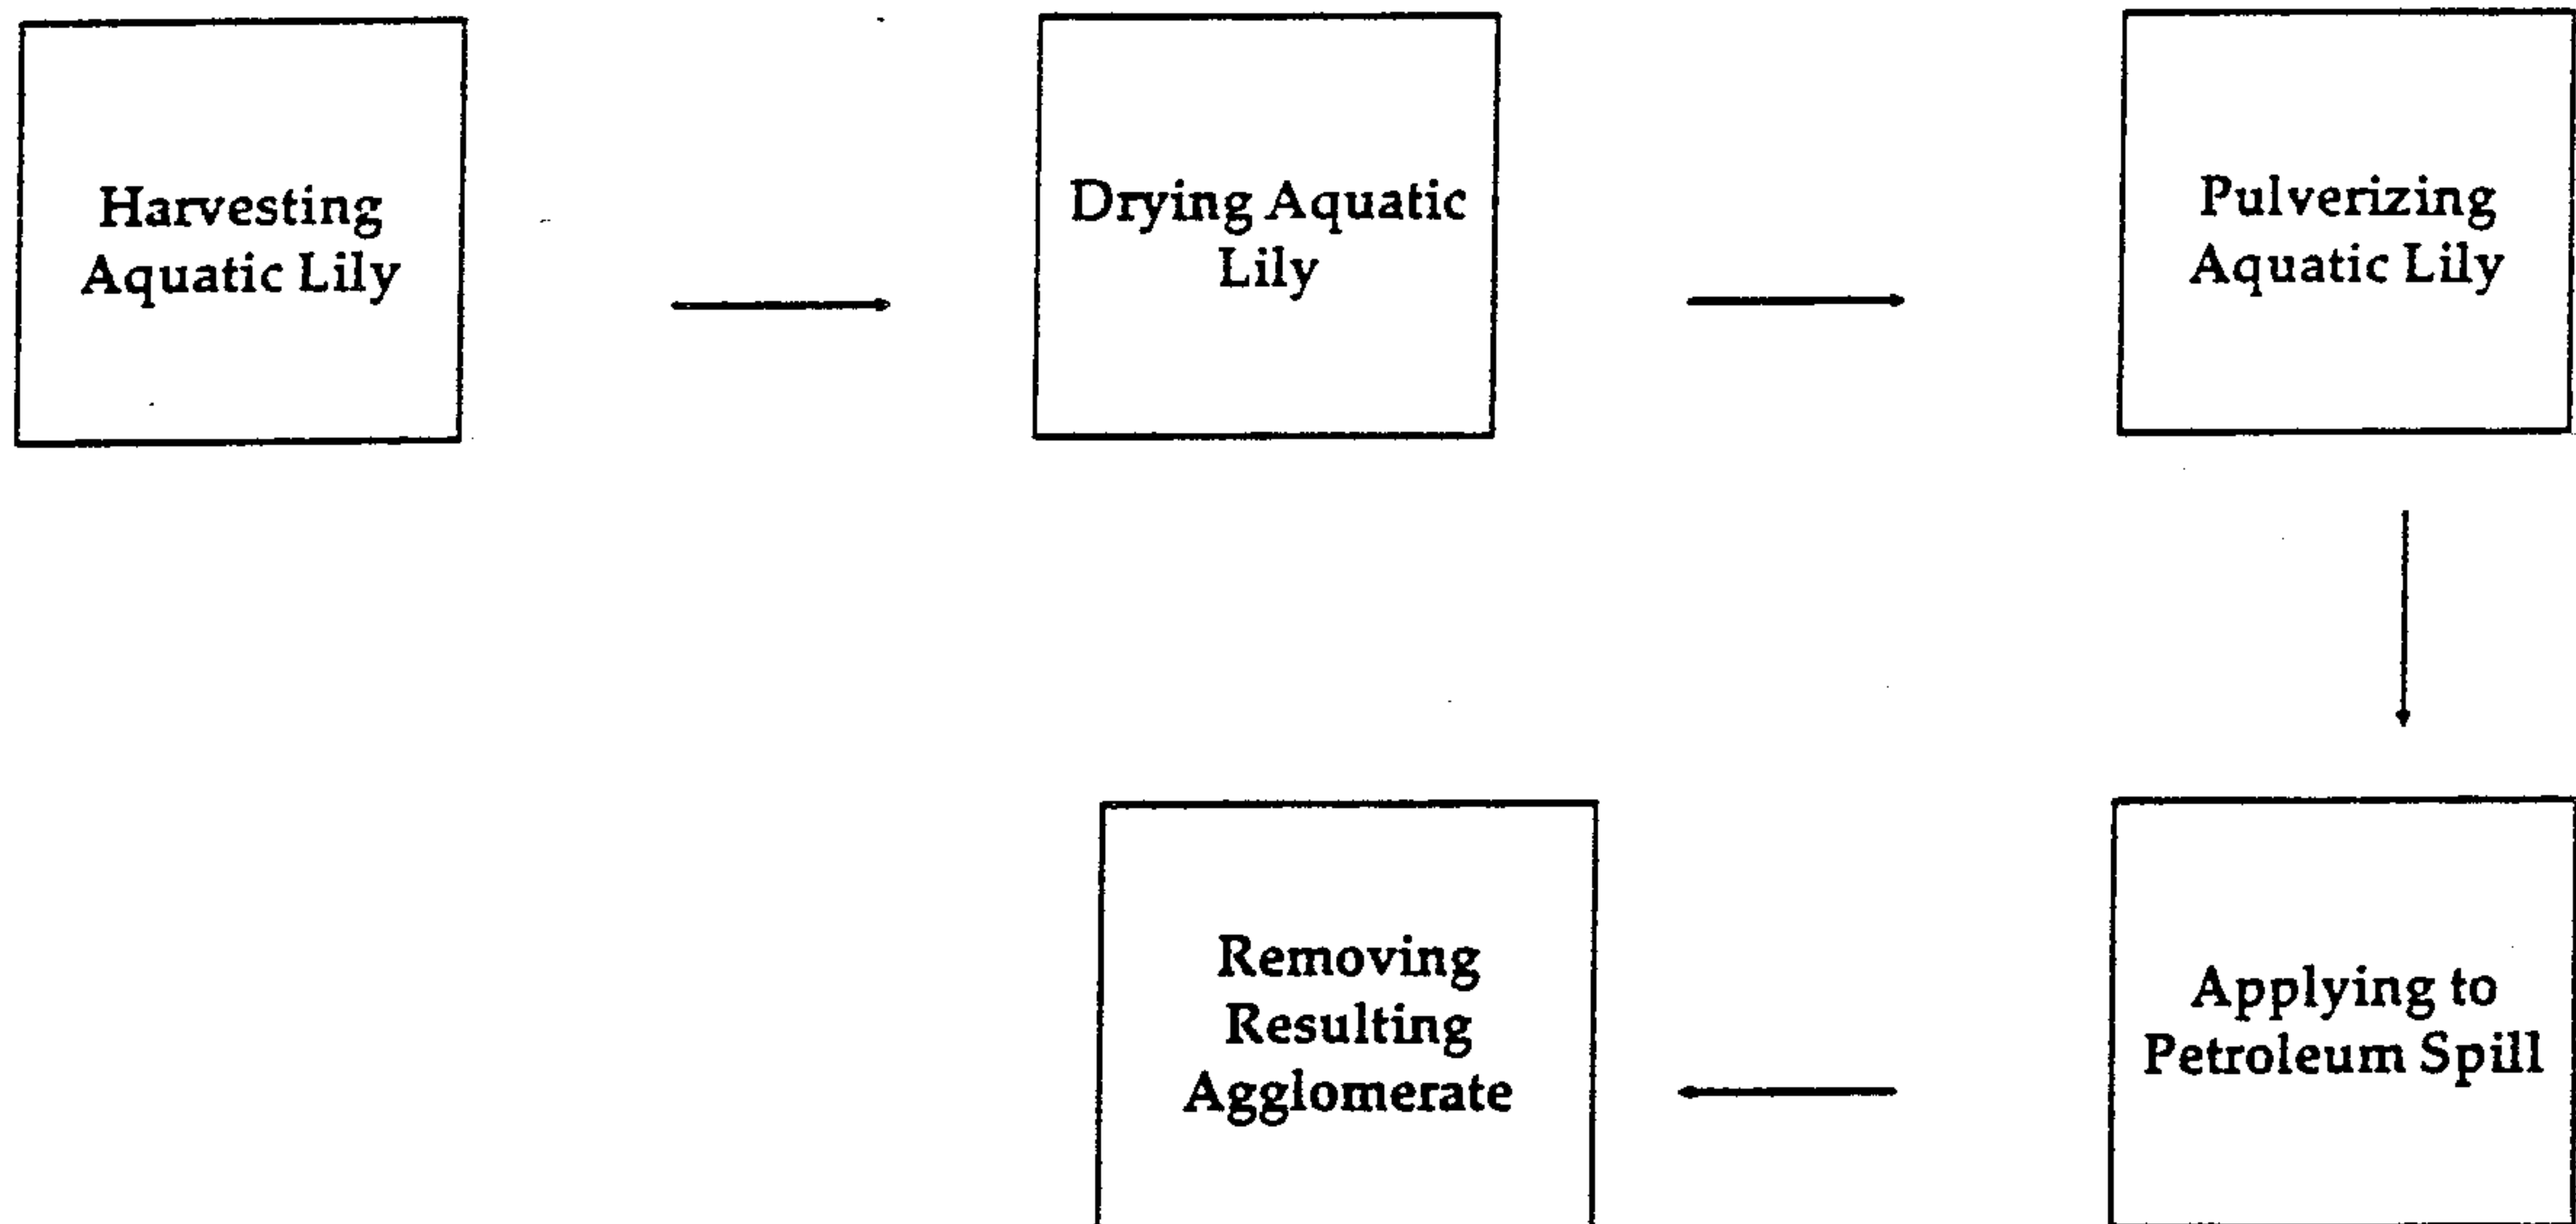 Harvesting
Aquatic Lily
Drying Aquatic
Lily
Pulverizing
Aquatic Lily
Applying to
Petroleum Spill
Removing
Resulting
Agglomerate